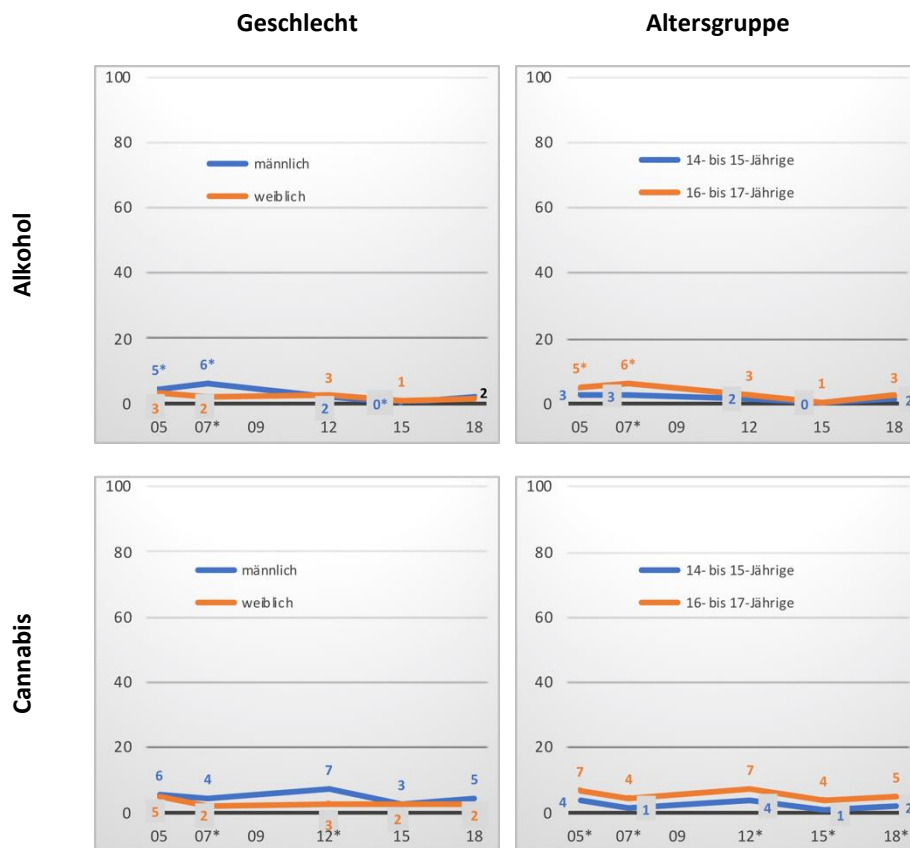 Geschlecht Altersgruppe
Alkohol
100
80
60
40
20
0
männlich
weiblich
5* 6* 3 1 2
3 2 2 0*
05 07* 09 12 15 18
100
80
60
40
20
0
14- bis 15-Jährige
16- bis 17-Jährige
5* 6* 3 1 3
3 3 2 0 2
05 07* 09 12 15 18
Cannabis
100
80
60
40
20
0
männlich
weiblich
6 4 7 3 5
5 2 3 2 2
05 07* 09 12* 15 18
100
80
60
40
20
0
14- bis 15-Jährige
16- bis 17-Jährige
7 4 7 4 5
4 1 4 1 2
05* 07* 09 12* 15* 18*